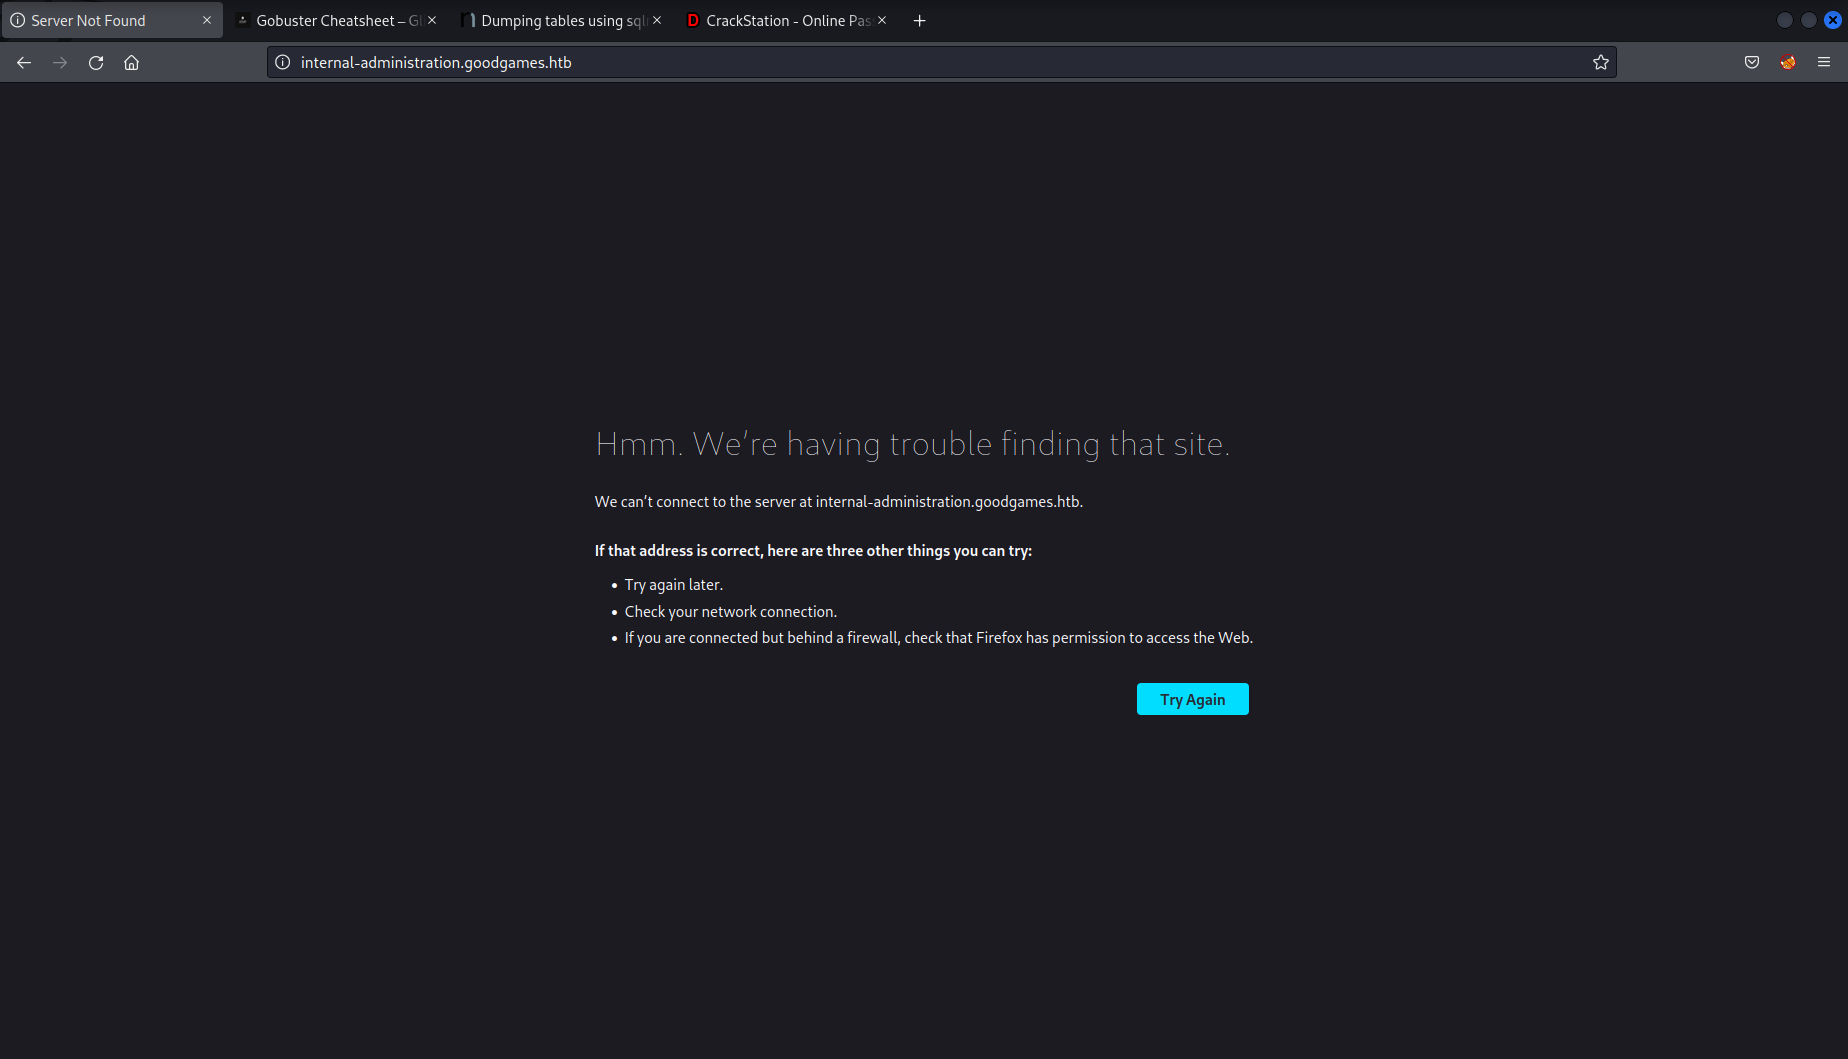 Server Not Found
Gobuster Cheatsheet – Gl
Dumping tables using sql
CrackStation - Online Pas
internal-administration.goodgames.htb
Hmm. We’re having trouble finding that site.
We can’t connect to the server at internal-administration.goodgames.htb.
If that address is correct, here are three other things you can try:
Try again later.
Check your network connection.
If you are connected but behind a firewall, check that Firefox has permission to access the Web.
Try Again